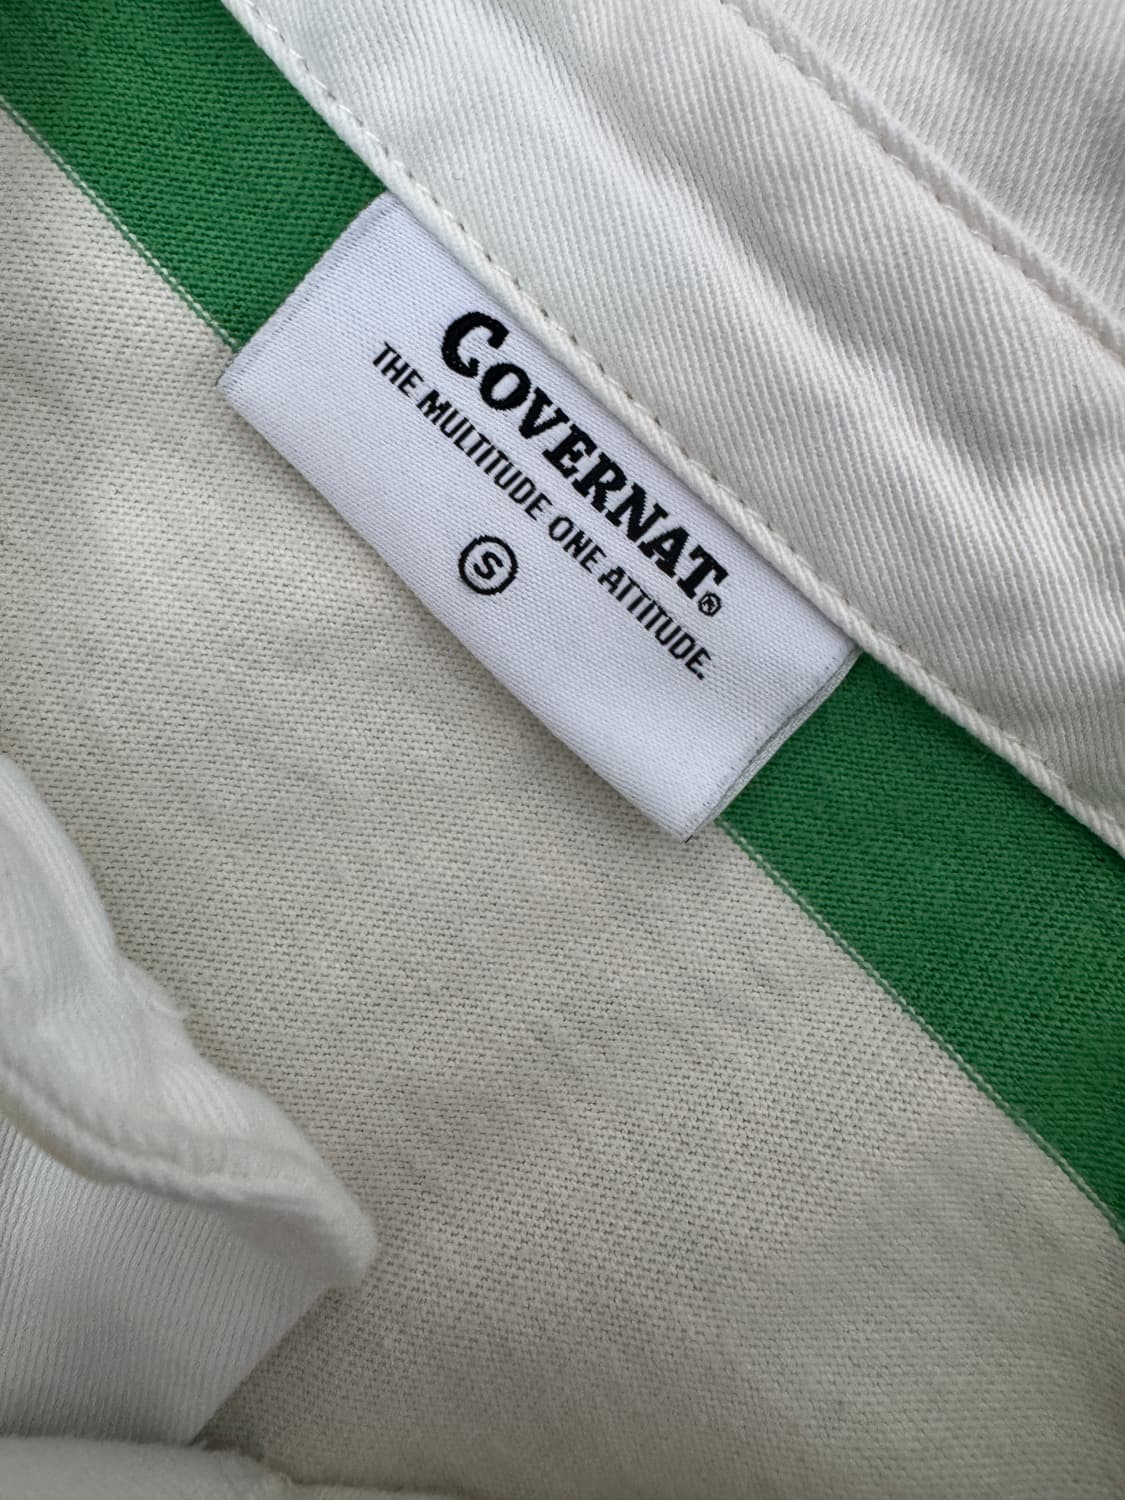 COVERNAT®
THE MULTITUDE ONE ATTITUDE.
S